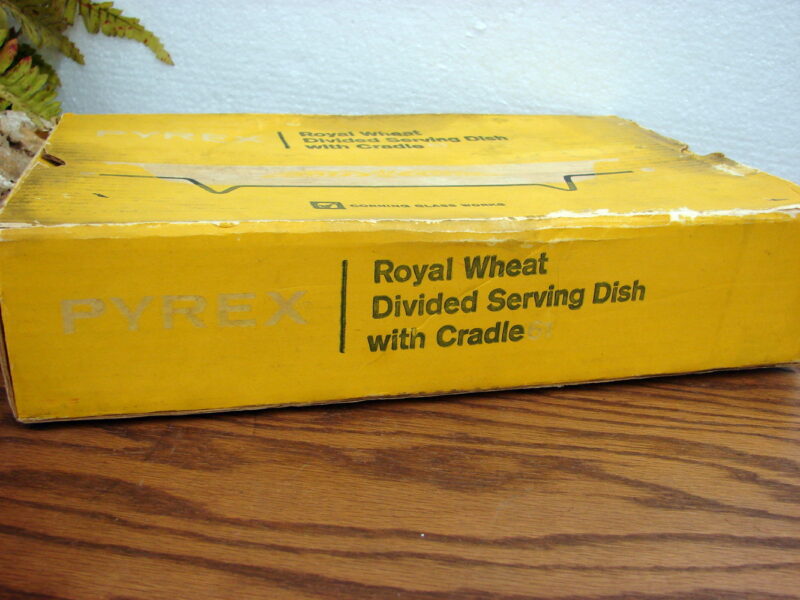 PYREX
Royal Wheat
Divided Serving Dish
with Cradle
CORNING GLASS WORKS
PYREX
Royal Wheat
Divided Serving Dish
with Cradle